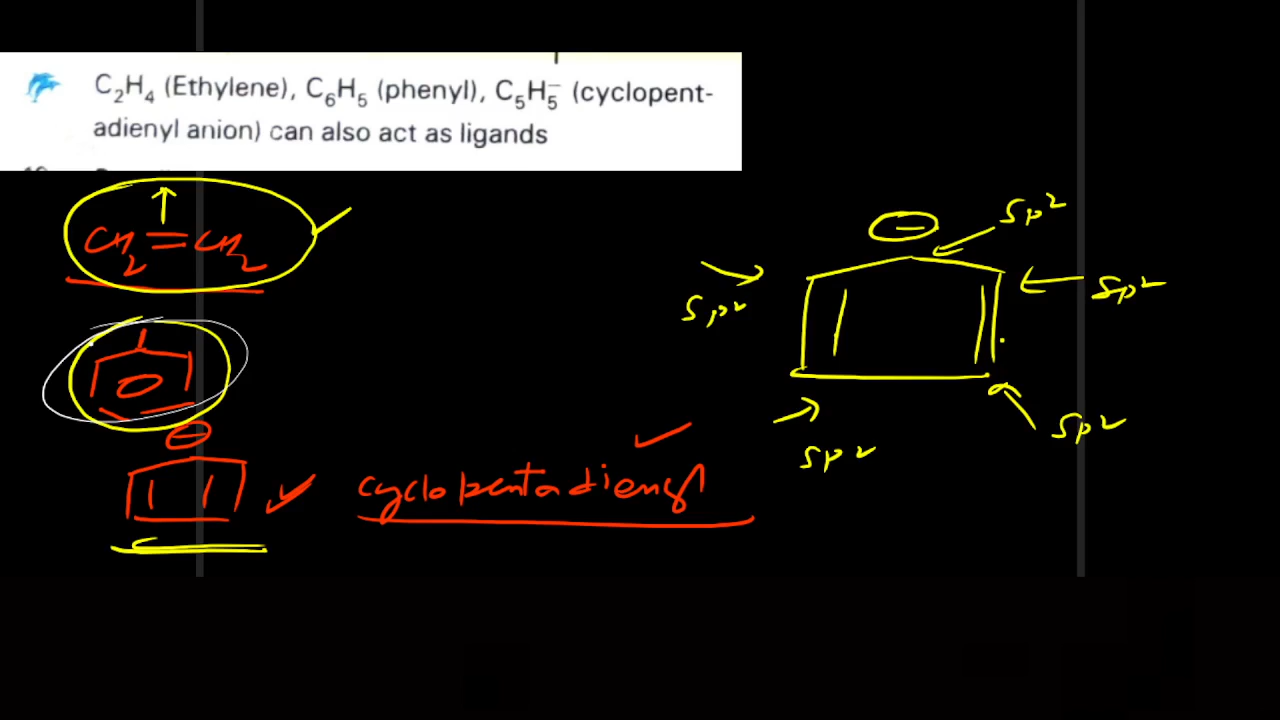 C₂H₄ (Ethylene), C₆H₅ (phenyl), C₅H₅⁻ (cyclopent-
adienyl anion) can also act as ligands
CH₂=CH₂
⊖
cyclopentadienyl
⊖
sp²
sp²
sp²
sp²
sp²